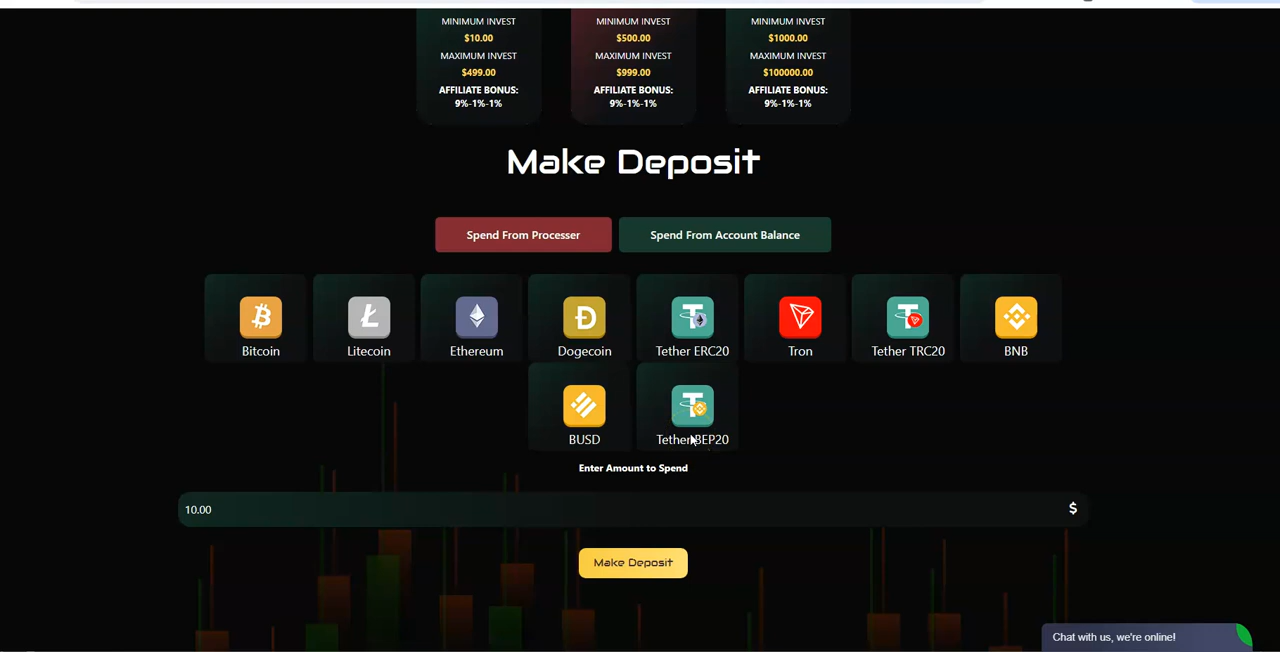 MINIMUM INVEST
$10.00
MAXIMUM INVEST
$499.00
AFFILIATE BONUS:
9%-1%-1%
MINIMUM INVEST
$500.00
MAXIMUM INVEST
$999.00
AFFILIATE BONUS:
9%-1%-1%
MINIMUM INVEST
$1000.00
MAXIMUM INVEST
$100000.00
AFFILIATE BONUS:
9%-1%-1%
Make Deposit
Spend From Processer
Spend From Account Balance
Bitcoin
Litecoin
Ethereum
Dogecoin
Tether ERC20
Tron
Tether TRC20
BNB
BUSD
Tether BEP20
Enter Amount to Spend
10.00
$
Make Deposit
Chat with us, we're online!